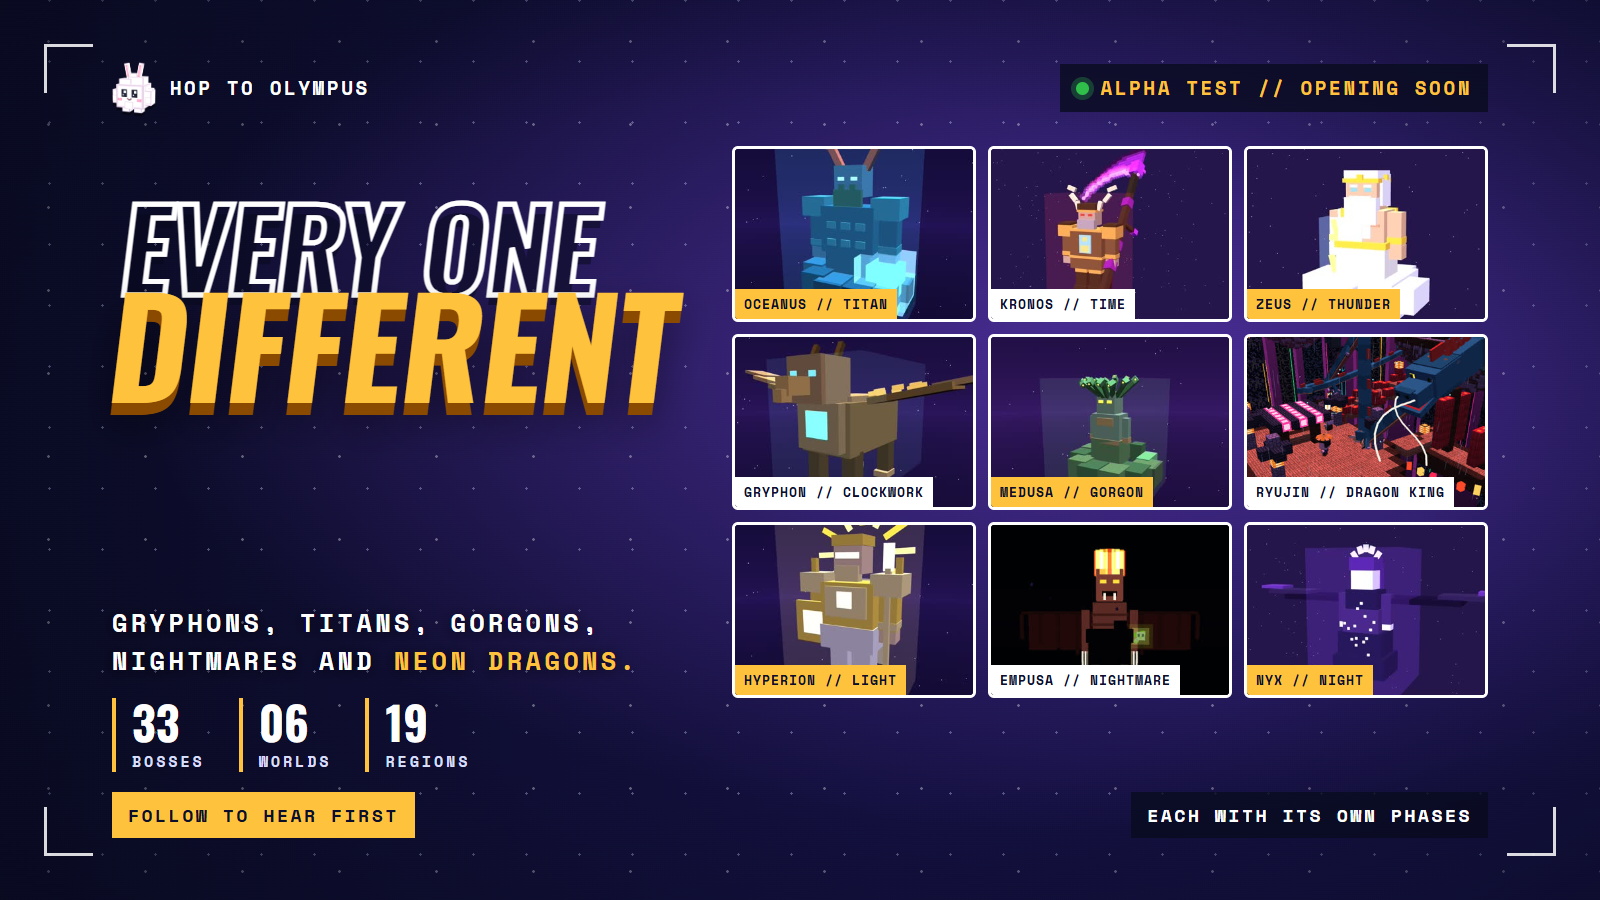 HOP TO OLYMPUS
ALPHA TEST // OPENING SOON
EVERY ONE
DIFFERENT
OCEANUS // TITAN
KRONOS // TIME
ZEUS // THUNDER
GRYPHON // CLOCKWORK
MEDUSA // GORGON
RYUJIN // DRAGON KING
HYPERION // LIGHT
EMPUSA // NIGHTMARE
NYX // NIGHT
GRYPHONS, TITANS, GORGONS,
NIGHTMARES AND NEON DRAGONS.
33
BOSSES
06
WORLDS
19
REGIONS
FOLLOW TO HEAR FIRST
EACH WITH ITS OWN PHASES